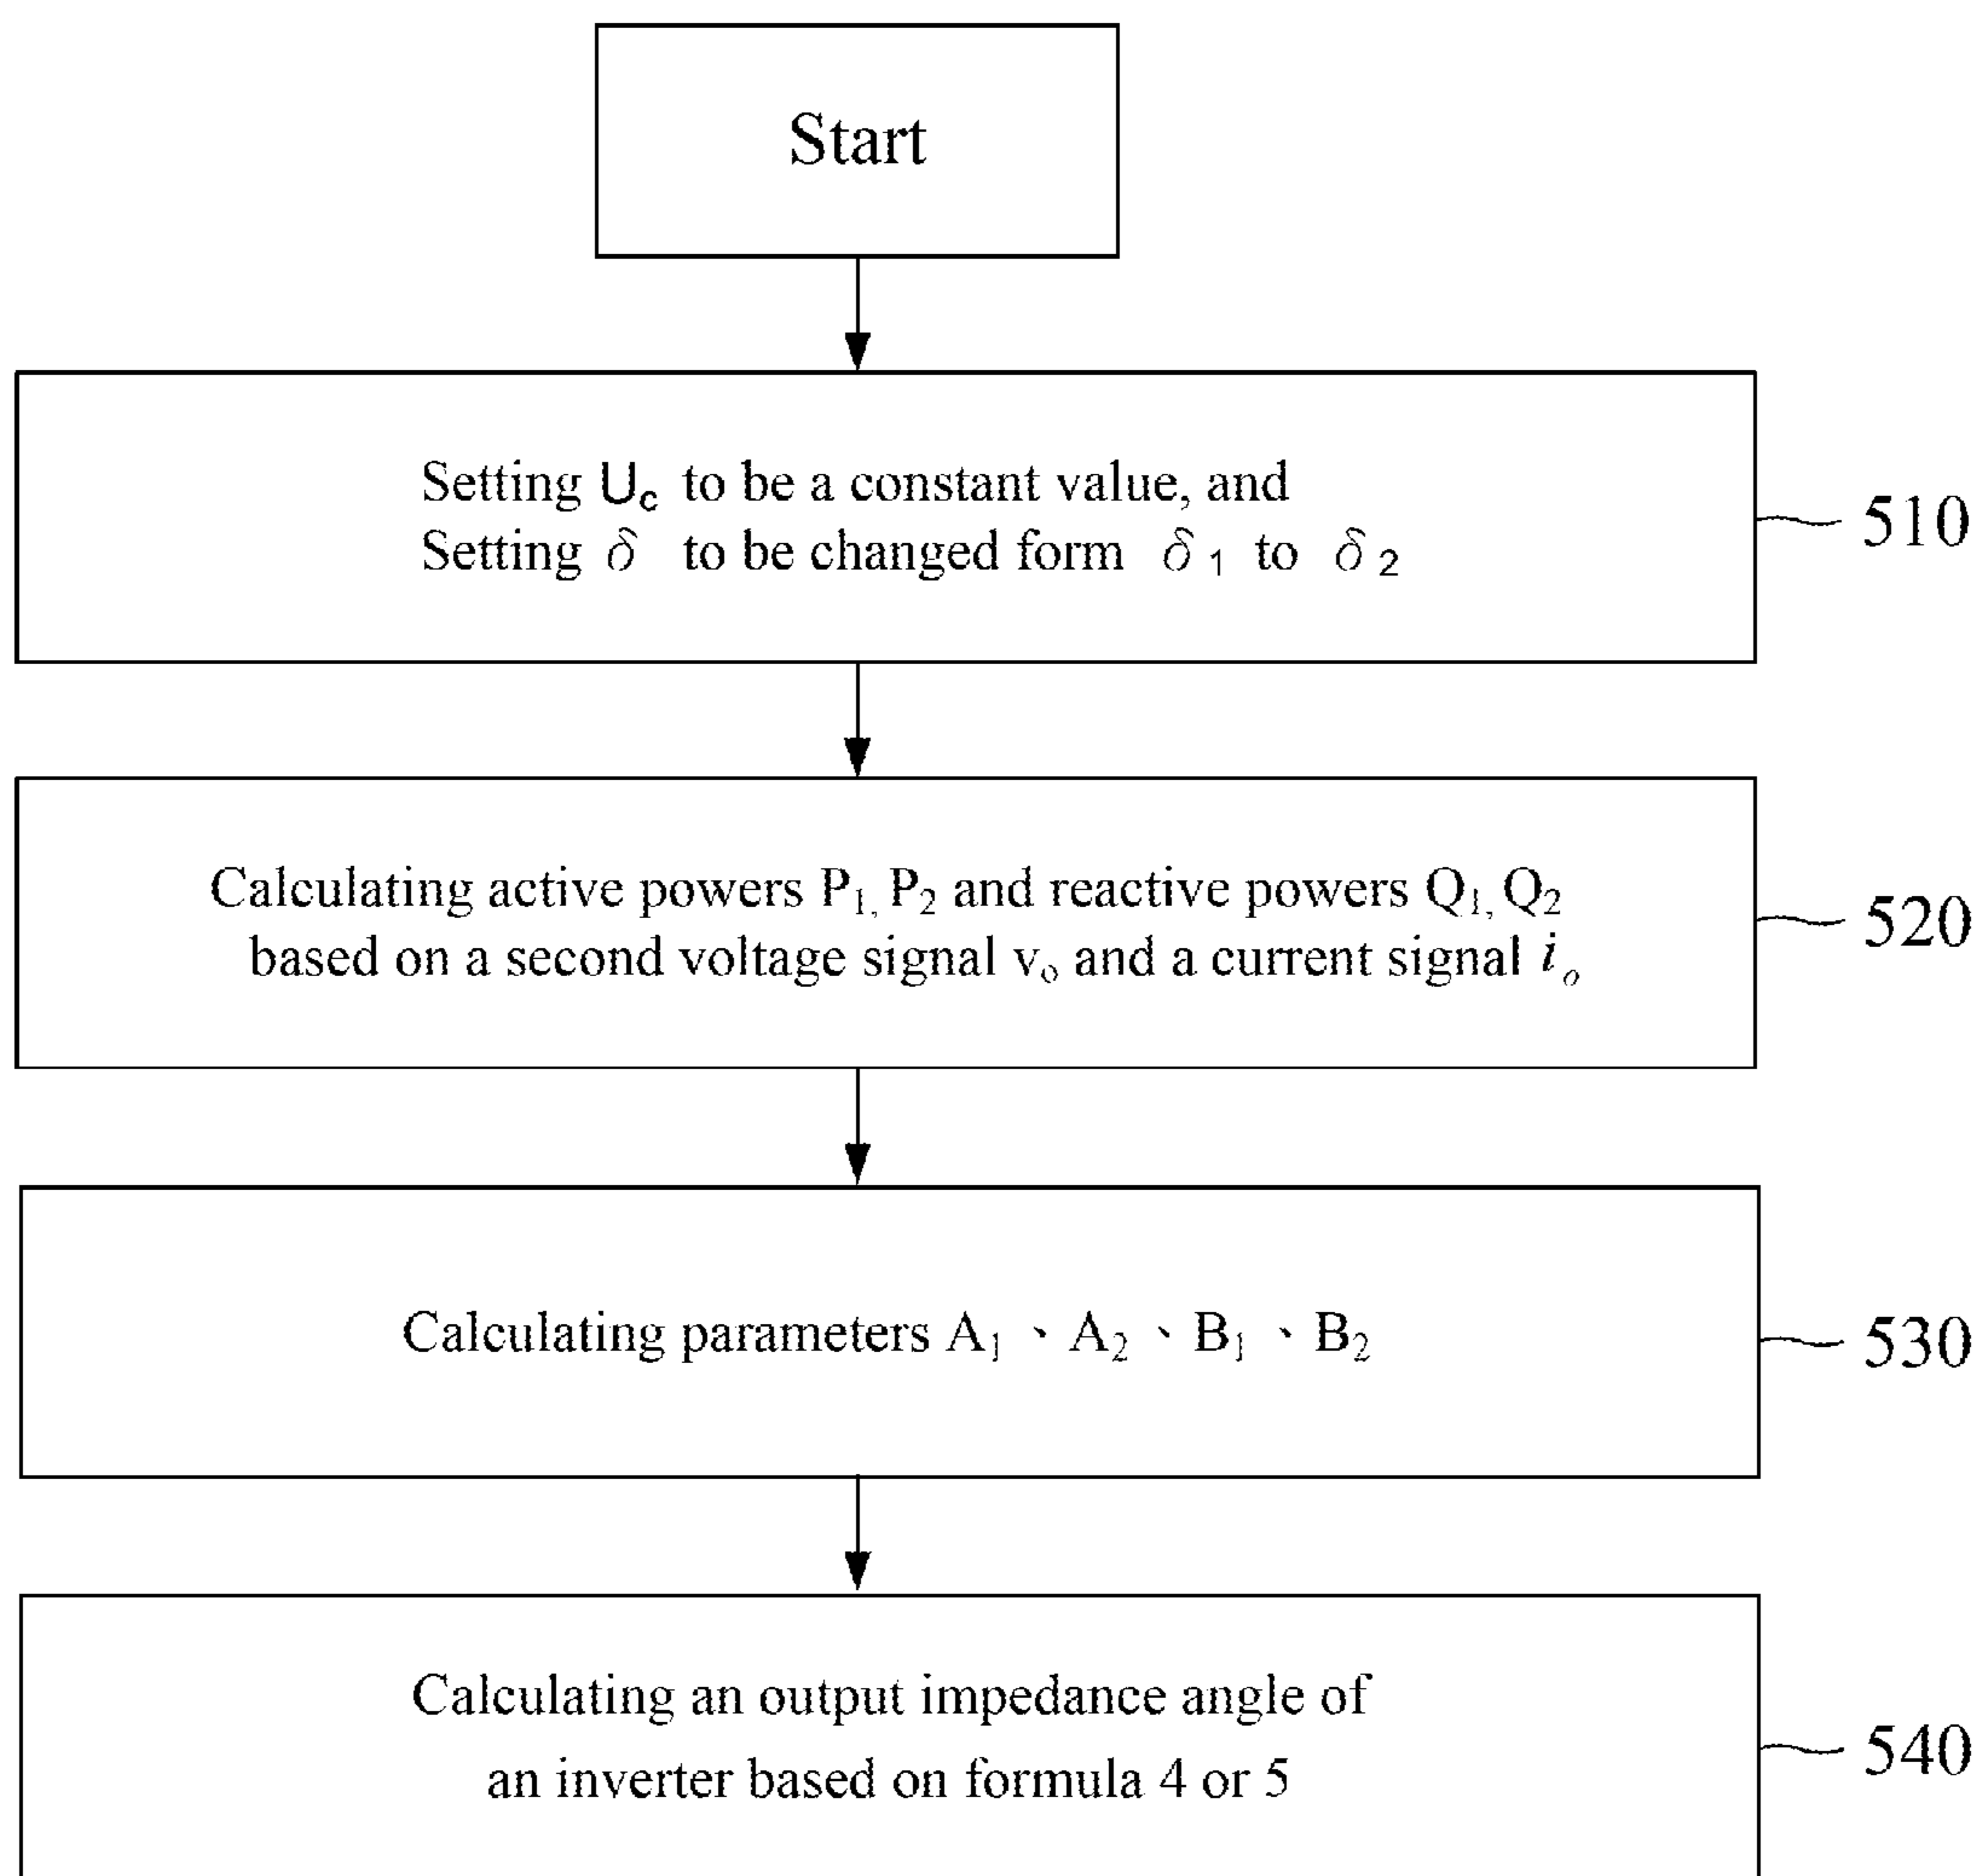 Start
Setting U꜀ to be a constant value, and
Setting δ to be changed form δ₁ to δ₂
510
Calculating active powers P₁, P₂ and reactive powers Q₁, Q₂
based on a second voltage signal vₒ and a current signal iₒ
520
Calculating parameters A₁、A₂、B₁、B₂
530
Calculating an output impedance angle of
an inverter based on formula 4 or 5
540